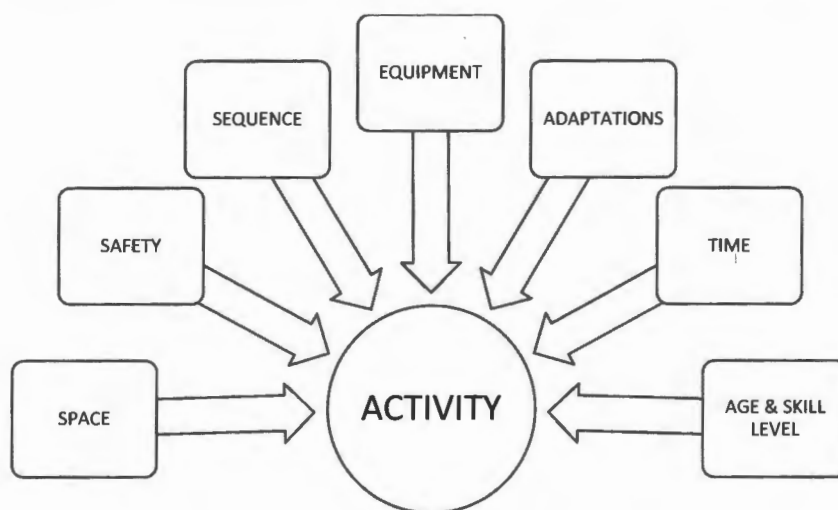 EQUIPMENT
SEQUENCE
ADAPTATIONS
SAFETY
TIME
SPACE
ACTIVITY
AGE & SKILL
LEVEL